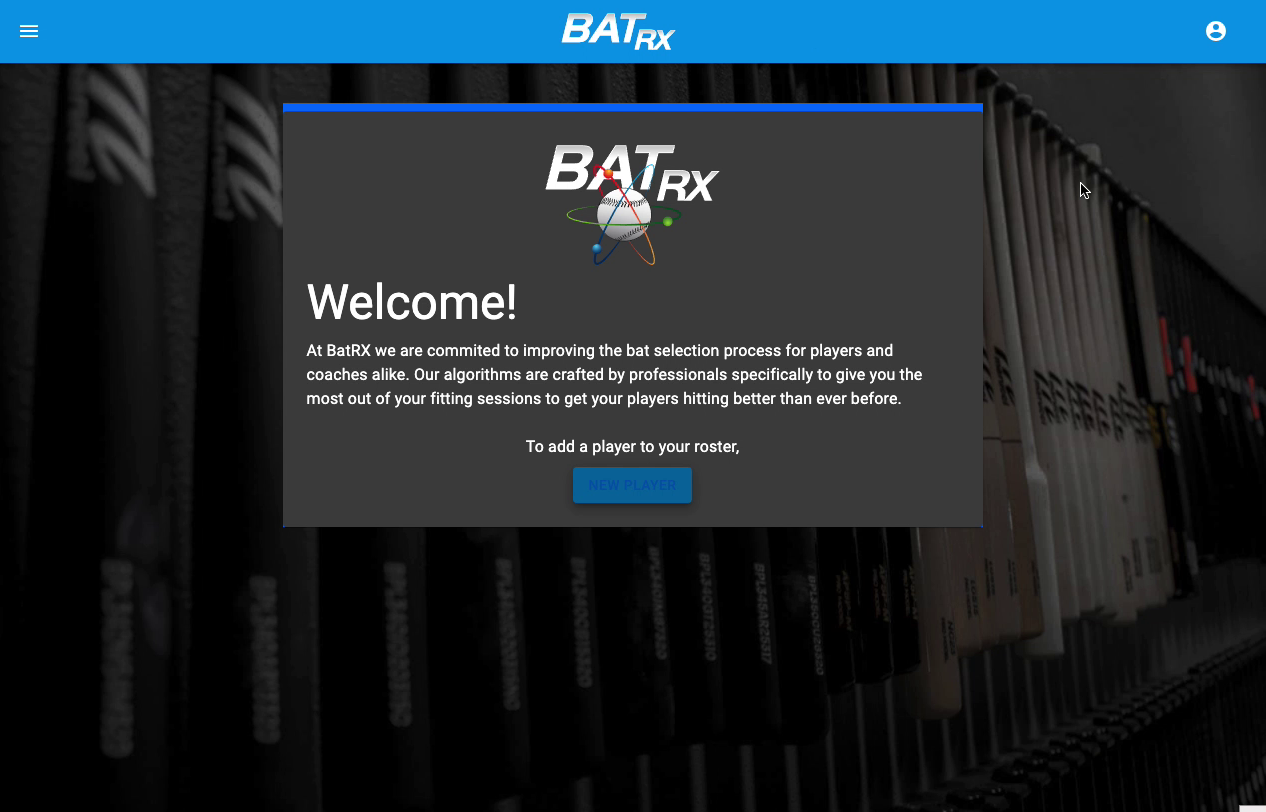 BATRX
BATRX
Welcome!
At BatRX we are commited to improving the bat selection process for players and
coaches alike. Our algorithms are crafted by professionals specifically to give you the
most out of your fitting sessions to get your players hitting better than ever before.
To add a player to your roster,
NEW PLAYER